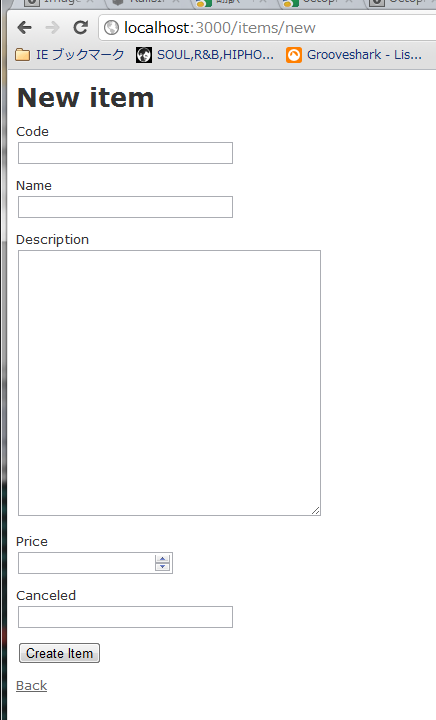 Image
localhost:3000/items/new
IE ブックマーク SOUL,R&B,HIPHO... Grooveshark - Lis...
New item
Code
Name
Description
Price
Canceled
Create Item
Back